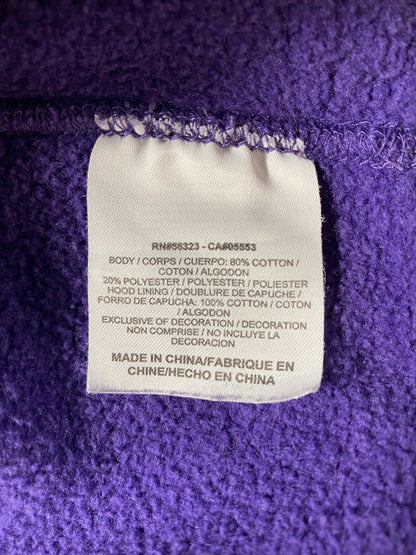 RN#56323 - CA#05553
BODY / CORPS / CUERPO: 80% COTTON /
COTON / ALGODON
20% POLYESTER / POLYESTER / POLIESTER
HOOD LINING / DOUBLURE DE CAPUCHE /
FORRO DE CAPUCHA: 100% COTTON / COTON
/ ALGODON
EXCLUSIVE OF DECORATION / DECORATION
NON COMPRISE / NO INCLUYE LA
DECORACION
MADE IN CHINA/FABRIQUE EN
CHINE/HECHO EN CHINA